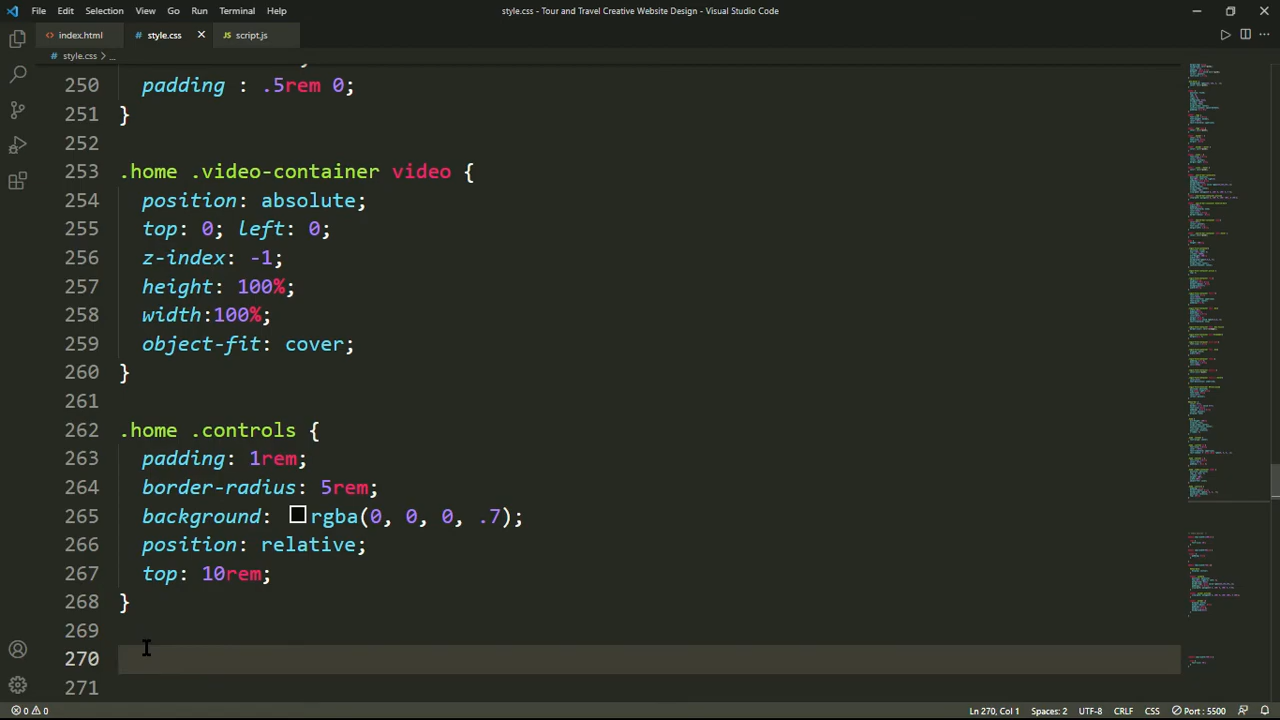 File Edit Selection View Go Run Terminal Help style.css - Tour and Travel Creative Website Design - Visual Studio Code
index.html style.css script.js
style.css > ...
250 padding : .5rem 0;
251 }
252
253 .home .video-container video {
254 position: absolute;
255 top: 0; left: 0;
256 z-index: -1;
257 height: 100%;
258 width:100%;
259 object-fit: cover;
260 }
261
262 .home .controls {
263 padding: 1rem;
264 border-radius: 5rem;
265 background: rgba(0, 0, 0, .7);
266 position: relative;
267 top: 10rem;
268 }
269
270
271
0 0 Ln 270, Col 1 Spaces: 2 UTF-8 CRLF CSS Port : 5500